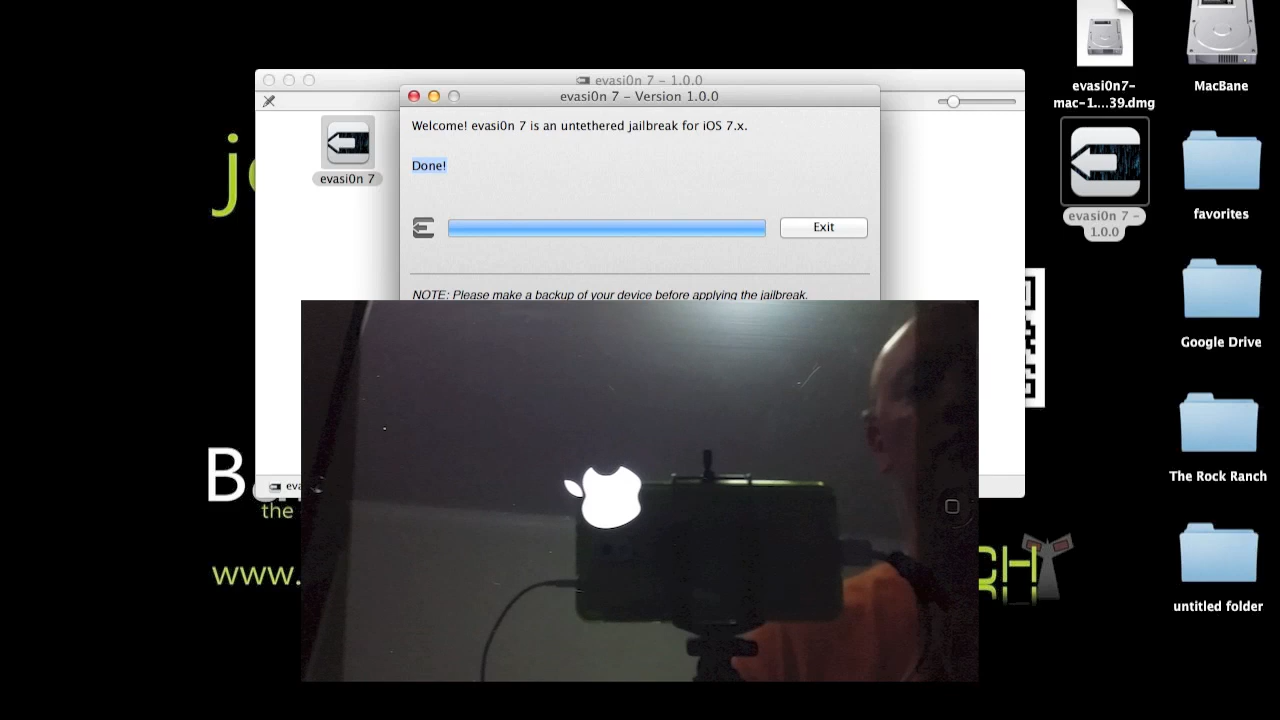 evasi0n 7 – 1.0.0
evasi0n 7 – Version 1.0.0
Welcome! evasi0n 7 is an untethered jailbreak for iOS 7.x.
Done!
Exit
NOTE: Please make a backup of your device before applying the jailbreak.
evasi0n 7
evasi0n7-
mac-1...39.dmg
MacBane
evasi0n 7 –
1.0.0
favorites
Google Drive
The Rock Ranch
untitled folder
B
the
www.
CH